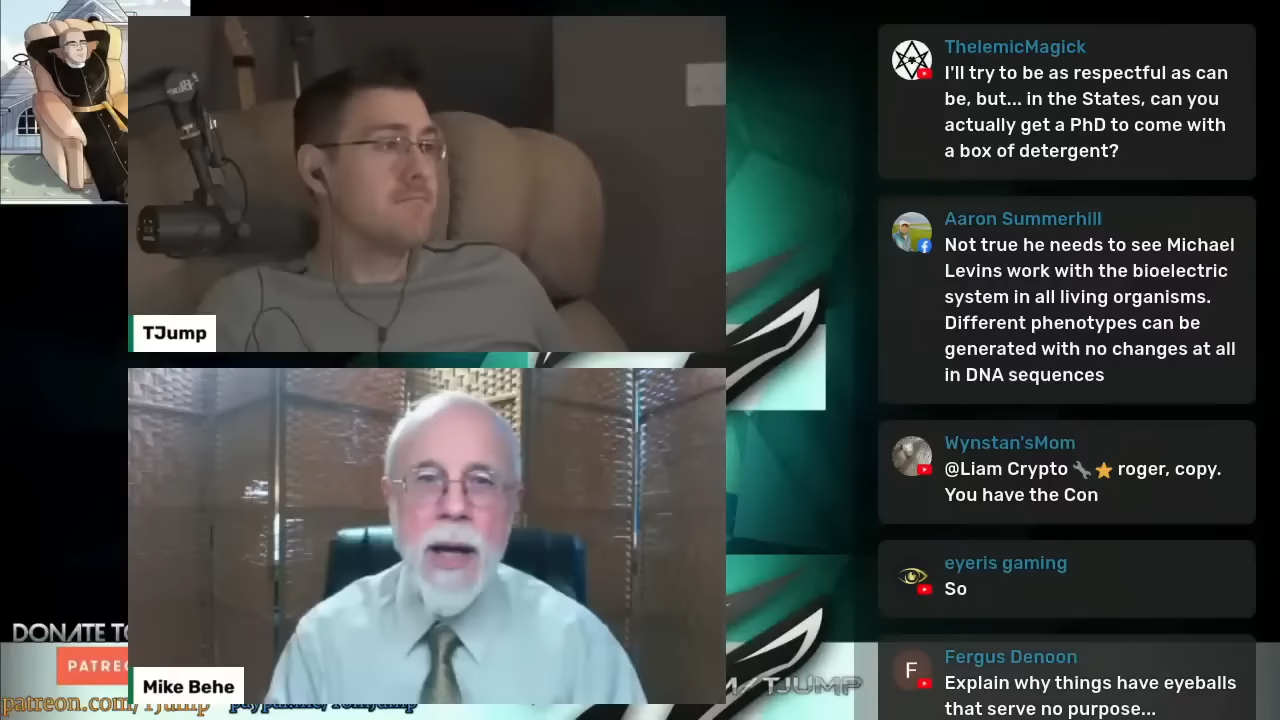 ThelemicMagick
I'll try to be as respectful as can
be, but... in the States, can you
actually get a PhD to come with
a box of detergent?
Aaron Summerhill
Not true he needs to see Michael
Levins work with the bioelectric
system in all living organisms.
Different phenotypes can be
generated with no changes at all
in DNA sequences
TJump
Wynstan'sMom
@Liam Crypto 🔧⭐ roger, copy.
You have the Con
eyeris gaming
So
DONATE TO
PATREO
F
Fergus Denoon
Explain why things have eyeballs
that serve no purpose...
Mike Behe
TJUMP
patreon.com/TJump